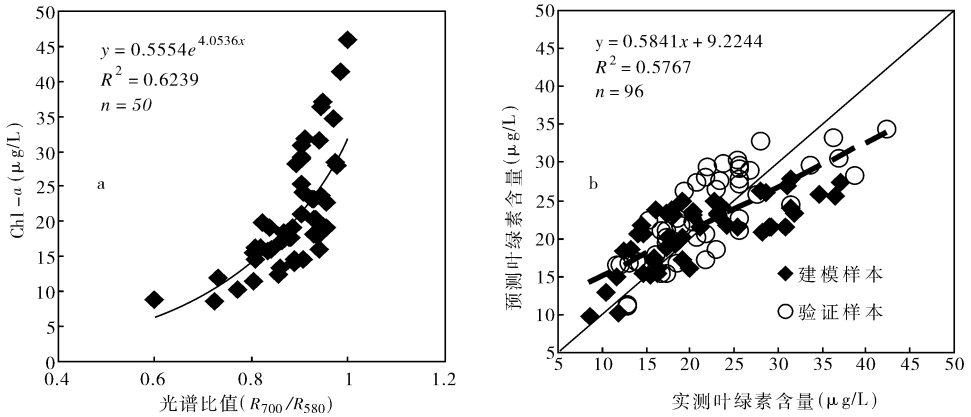 50
45
40
35
30
25
20
15
10
5
0
Chl-a (μg/L)
y = 0.5554e^4.0536x
R² = 0.6239
n = 50
a
0.4 0.6 0.8 1 1.2
光谱比值(R700/R580)
50
45
40
35
30
25
20
15
10
5
预测叶绿素含量(μg/L)
y = 0.5841x + 9.2244
R² = 0.5767
n = 96
b
建模样本
验证样本
5 10 15 20 25 30 35 40 45 50
实测叶绿素含量(μg/L)